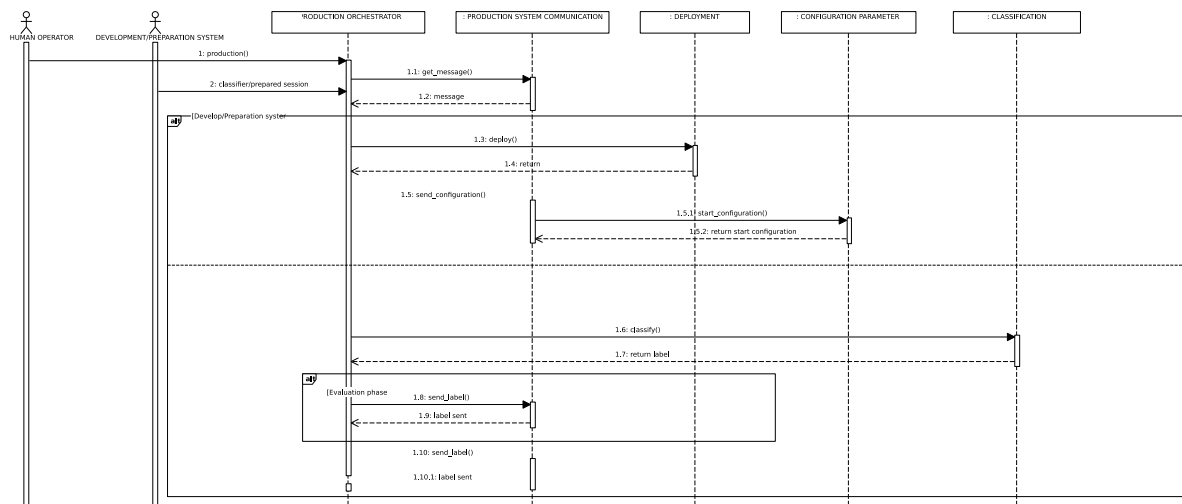 RODUCTION ORCHESTRATOR
: PRODUCTION SYSTEM COMMUNICATION
: DEPLOYMENT
: CONFIGURATION PARAMETER
: CLASSIFICATION
HUMAN OPERATOR
DEVELOPMENT/PREPARATION SYSTEM
1: production()
1.1: get_message()
2: classifier/prepared session
1.2: message
alt
[Develop/Preparation syster
1.3: deploy()
1.4: return
1.5: send_configuration()
1.5.1: start_configuration()
1.5.2: return start configuration
1.6: classify()
1.7: return label
alt
[Evaluation phase
1.8: send_label()
1.9: label sent
1.10: send_label()
1.10.1: label sent